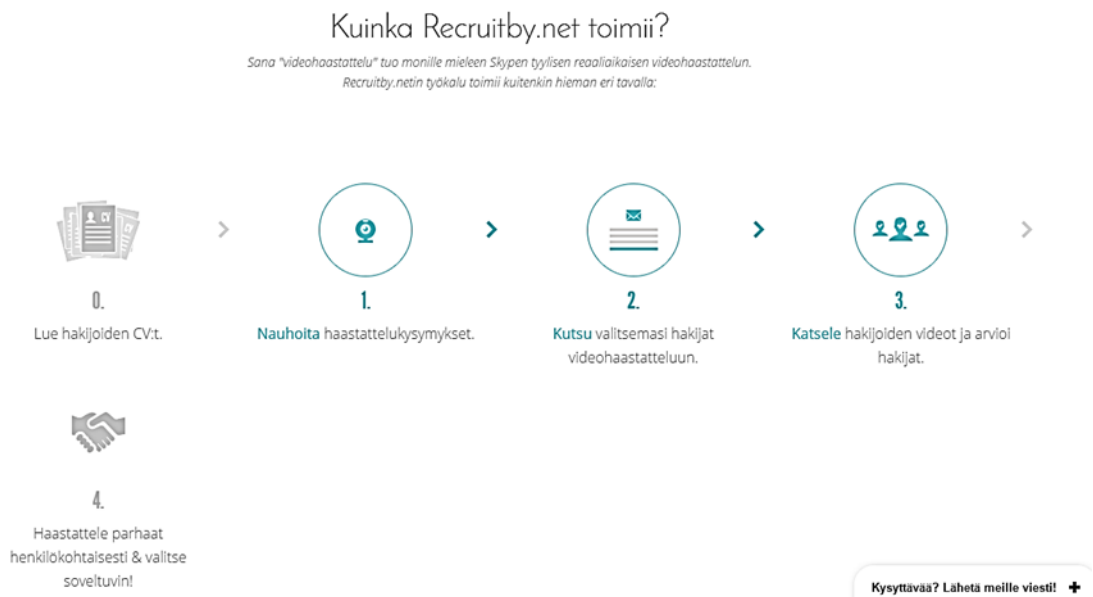 Kuinka Recruitby.net toimii?
Sana "videohaastattelu" tuo monille mieleen Skypen tyylisen reaaliaikaisen videohaastattelun.
Recruitby.netin työkalu toimii kuitenkin hieman eri tavalla:
CV
CV
0.
Lue hakijoiden CV:t.
1.
Nauhoita haastattelukysymykset.
2.
Kutsu valitsemasi hakijat
videohaastatteluun.
3.
Katsele hakijoiden videot ja arvioi
hakijat.
4.
Haastattele parhaat
henkilökohtaisesti & valitse
soveltuvin!
Kysyttävää? Lähetä meille viesti!